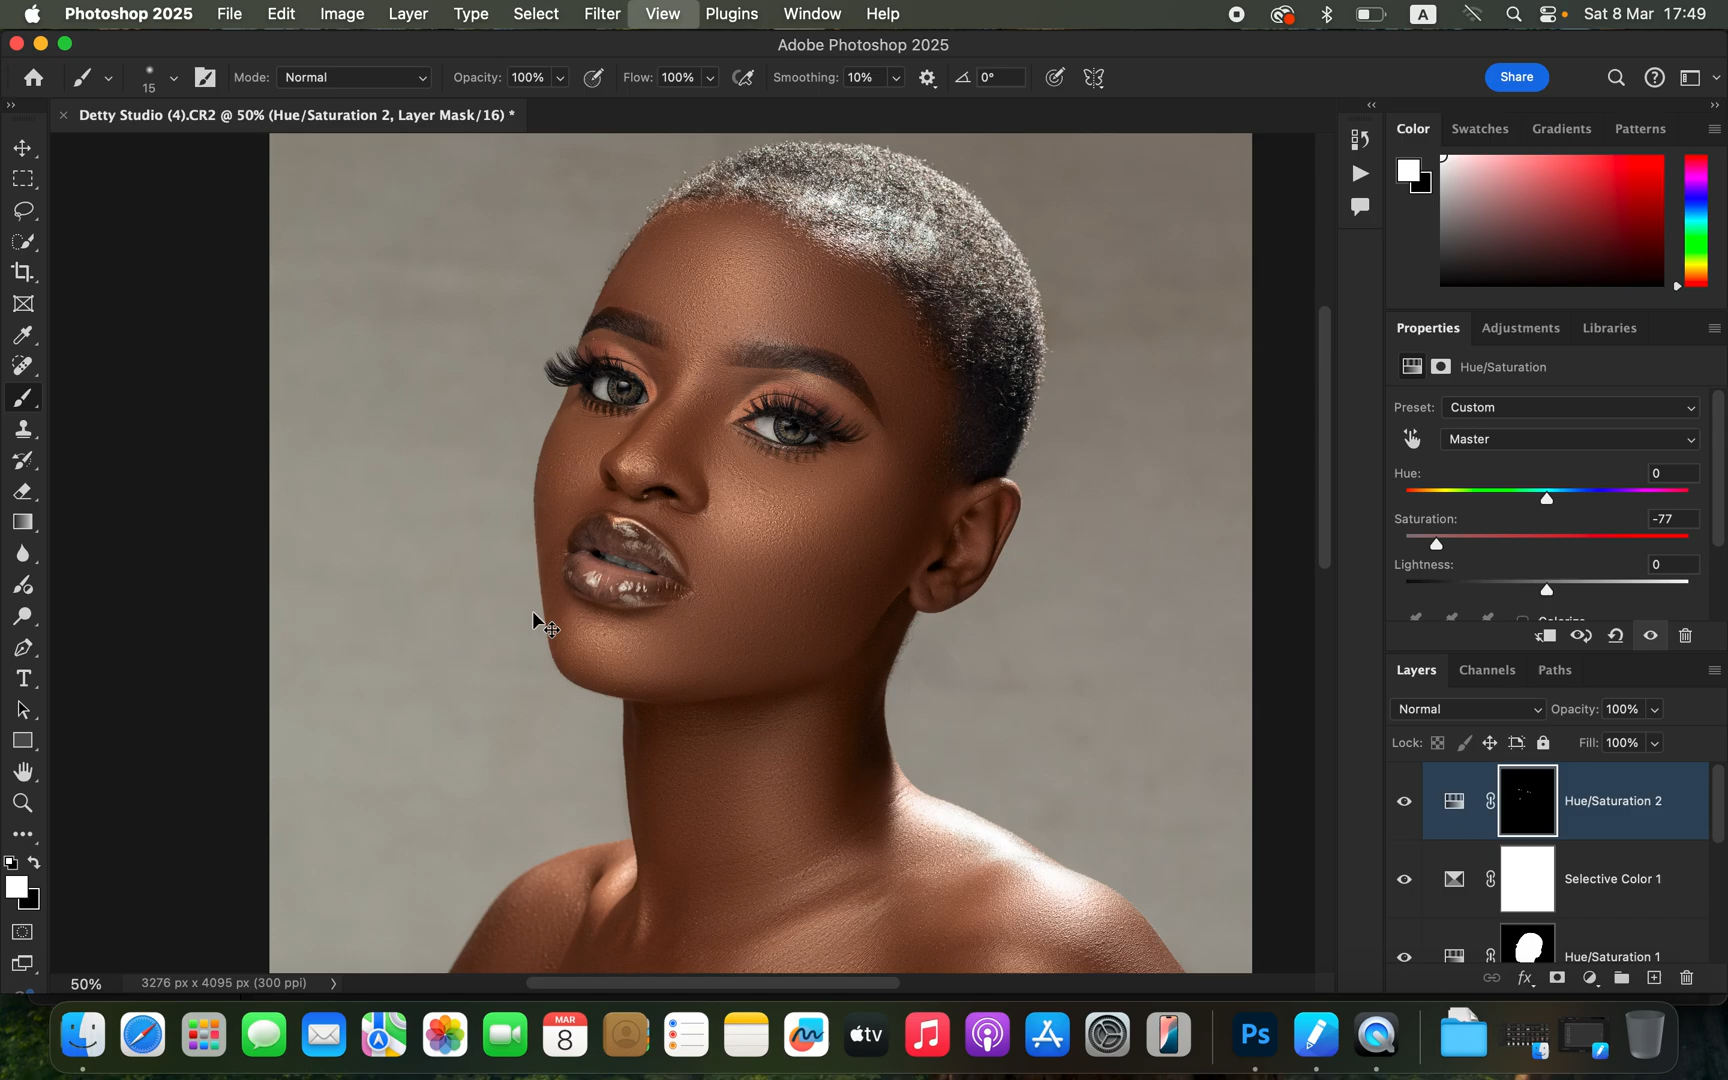 Photoshop 2025 File Edit Image Layer Type Select Filter View Plugins Window Help A Sat 8 Mar 17:49
Adobe Photoshop 2025
15 Mode: Normal Opacity: 100% Flow: 100% Smoothing: 10% 0° Share
Detty Studio (4).CR2 @ 50% (Hue/Saturation 2, Layer Mask/16) *
Color Swatches Gradients Patterns
Properties Adjustments Libraries
Hue/Saturation
Preset: Custom
Master
Hue: 0
Saturation: -77
Lightness: 0
Colorize
Layers Channels Paths
Normal Opacity: 100%
Lock: Fill: 100%
Hue/Saturation 2
Selective Color 1
Hue/Saturation 1
fx
50% 3276 px x 4095 px (300 ppi)
MAR
8
tv
Ps